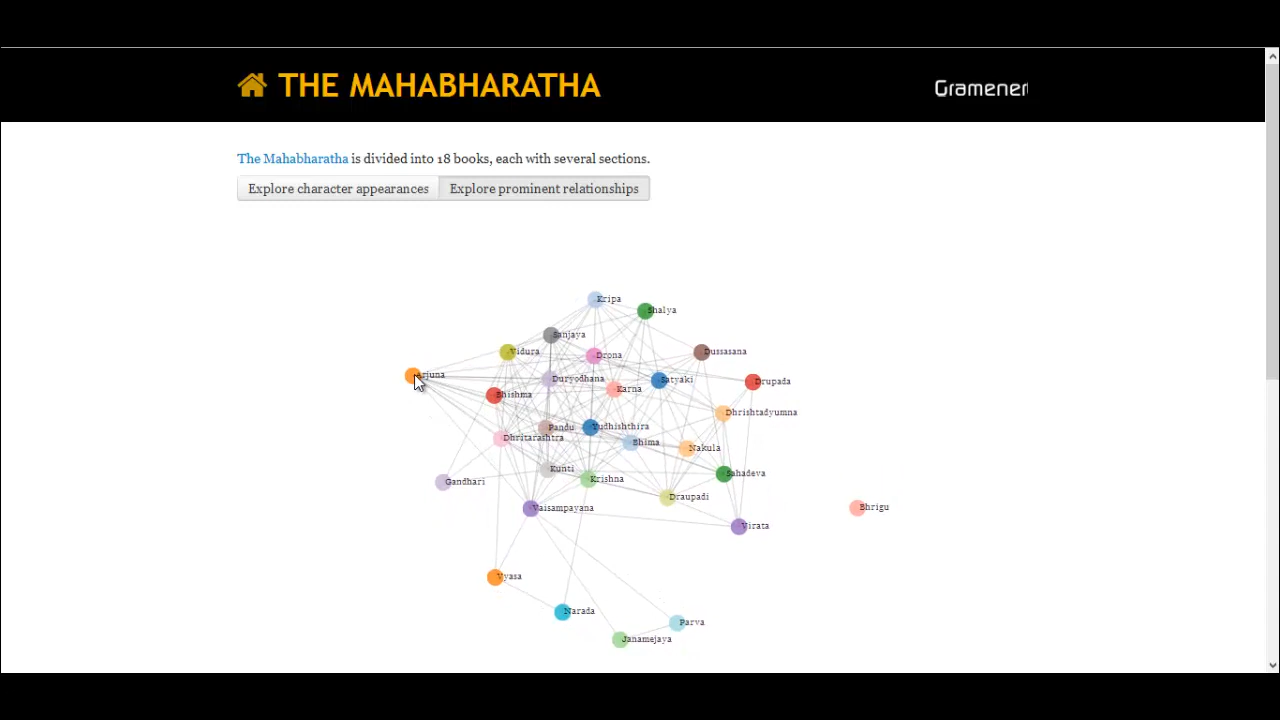 THE MAHABHARATHA
Gramener
The Mahabharatha is divided into 18 books, each with several sections.
Explore character appearances Explore prominent relationships
Kripa
Shalya
Sanjaya
Vidura Drona Dussasana
Arjuna Duryodhana Karna Satyaki Drupada
Bhishma
Dhrishtadyumna
Pandu Yudhishthira
Dhritarashtra Bhima Nakula
Kunti Sahadeva
Gandhari Krishna
Draupadi
Vaisampayana Bhrigu
Virata
Vyasa
Narada
Parva
Janamejaya